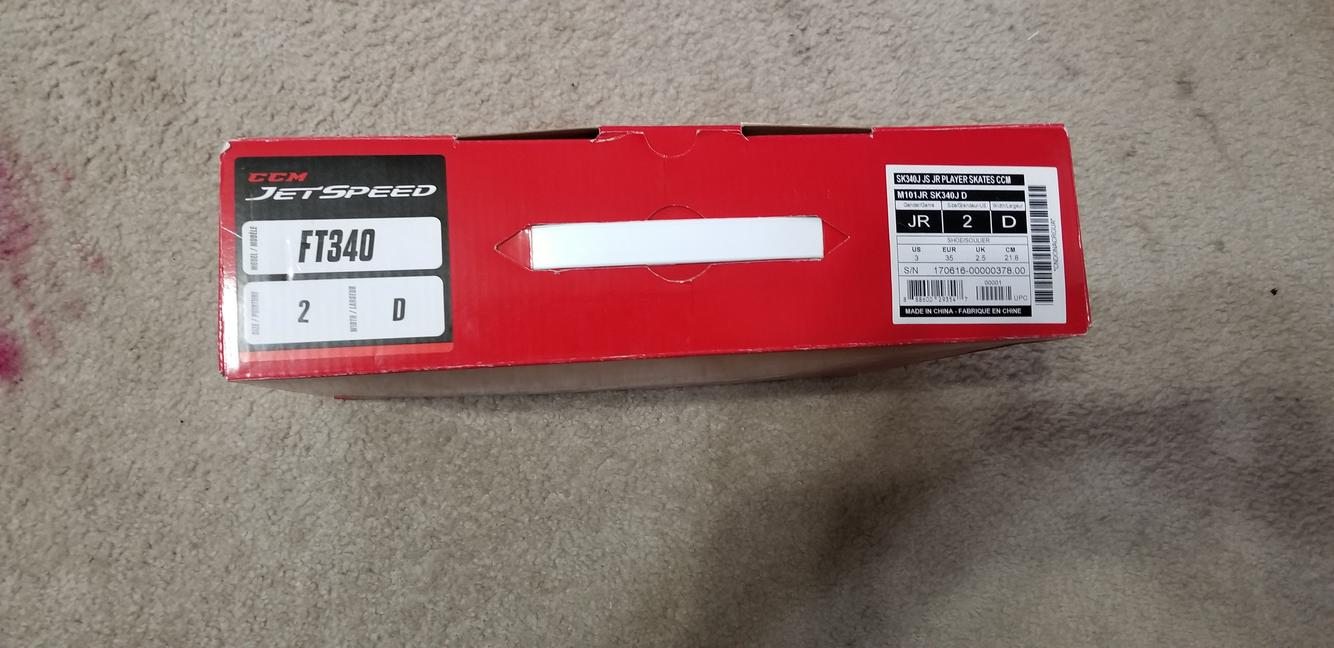 CCM
JETSPEED
MODEL / MODÈLE
FT340
SIZE / POINTURE
2
WIDTH / LARGEUR
D
SK340J JS JR PLAYER SKATES CCM
M101JR SK340J D
Gender/Genre Size/Grandeur-US Width/Largeur
JR 2 D
SHOE/SOULIER
US EUR UK CM
3 35 2.5 21.8
S/N 170616-00000378.00
00001
UPC
MADE IN CHINA - FABRIQUE EN CHINE